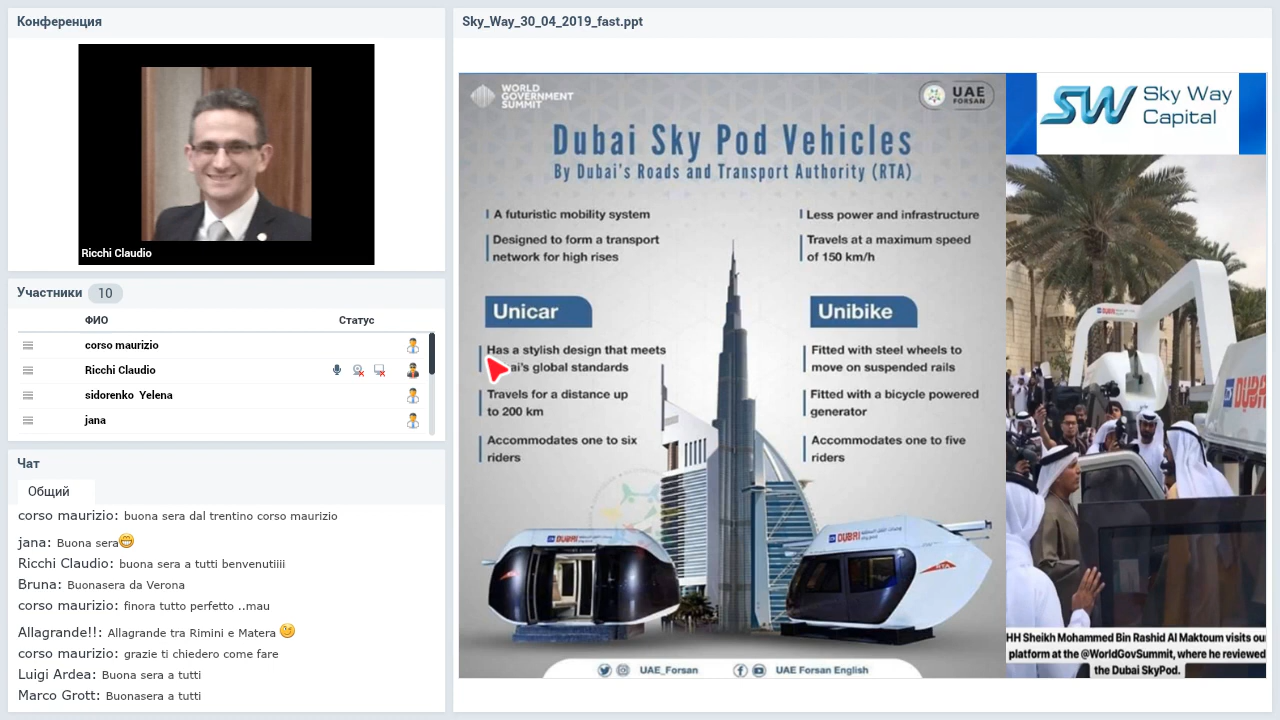 Конференция
Ricchi Claudio
Участники 10
ФИО Статус
corso maurizio
Ricchi Claudio
sidorenko Yelena
jana
Чат
Общий
corso maurizio: buona sera dal trentino corso maurizio
jana: Buona sera
Ricchi Claudio: buona sera a tutti benvenutiiii
Bruna: Buonasera da Verona
corso maurizio: finora tutto perfetto ..mau
Allagrande!!: Allagrande tra Rimini e Matera
corso maurizio: grazie ti chiedero come fare
Luigi Ardea: Buona sera a tutti
Marco Grott: Buonasera a tutti
Sky_Way_30_04_2019_fast.ppt
WORLD
GOVERNMENT
SUMMIT
UAE
FORSAN
Dubai Sky Pod Vehicles
By Dubai's Roads and Transport Authority (RTA)
A futuristic mobility system
Designed to form a transport
network for high rises
Less power and infrastructure
Travels at a maximum speed
of 150 km/h
Unicar
Has a stylish design that meets
ai's global standards
Travels for a distance up
to 200 km
Accommodates one to six
riders
Unibike
Fitted with steel wheels to
move on suspended rails
Fitted with a bicycle powered
generator
Accommodates one to five
riders
DUBAI
DUBAI
RTA
UAE_Forsan
UAE Forsan English
SW Sky Way
Capital
DUBAI
DUBAI
HH Sheikh Mohammed Bin Rashid Al Maktoum visits ou
platform at the @WorldGovSummit, where he reviewed
the Dubai SkyPod.